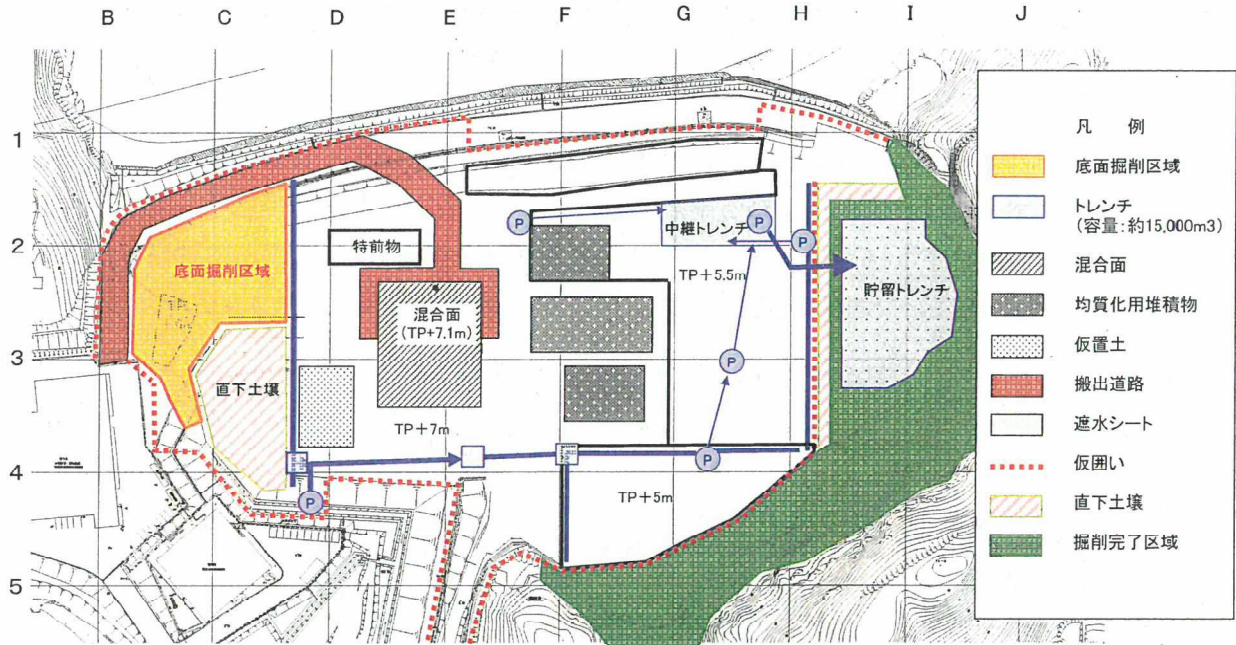 B C D E F G H I J
1
2
3
4
5
底面掘削区域
直下土壌
特前物
混合面
(TP+7.1m)
TP+7m
P
中継トレンチ
P
P
TP+5.5m
P
P
P
TP+5m
貯留トレンチ
凡 例
底面掘削区域
トレンチ
(容量:約15,000m3)
混合面
均質化用堆積物
仮置土
搬出道路
遮水シート
仮囲い
直下土壌
掘削完了区域